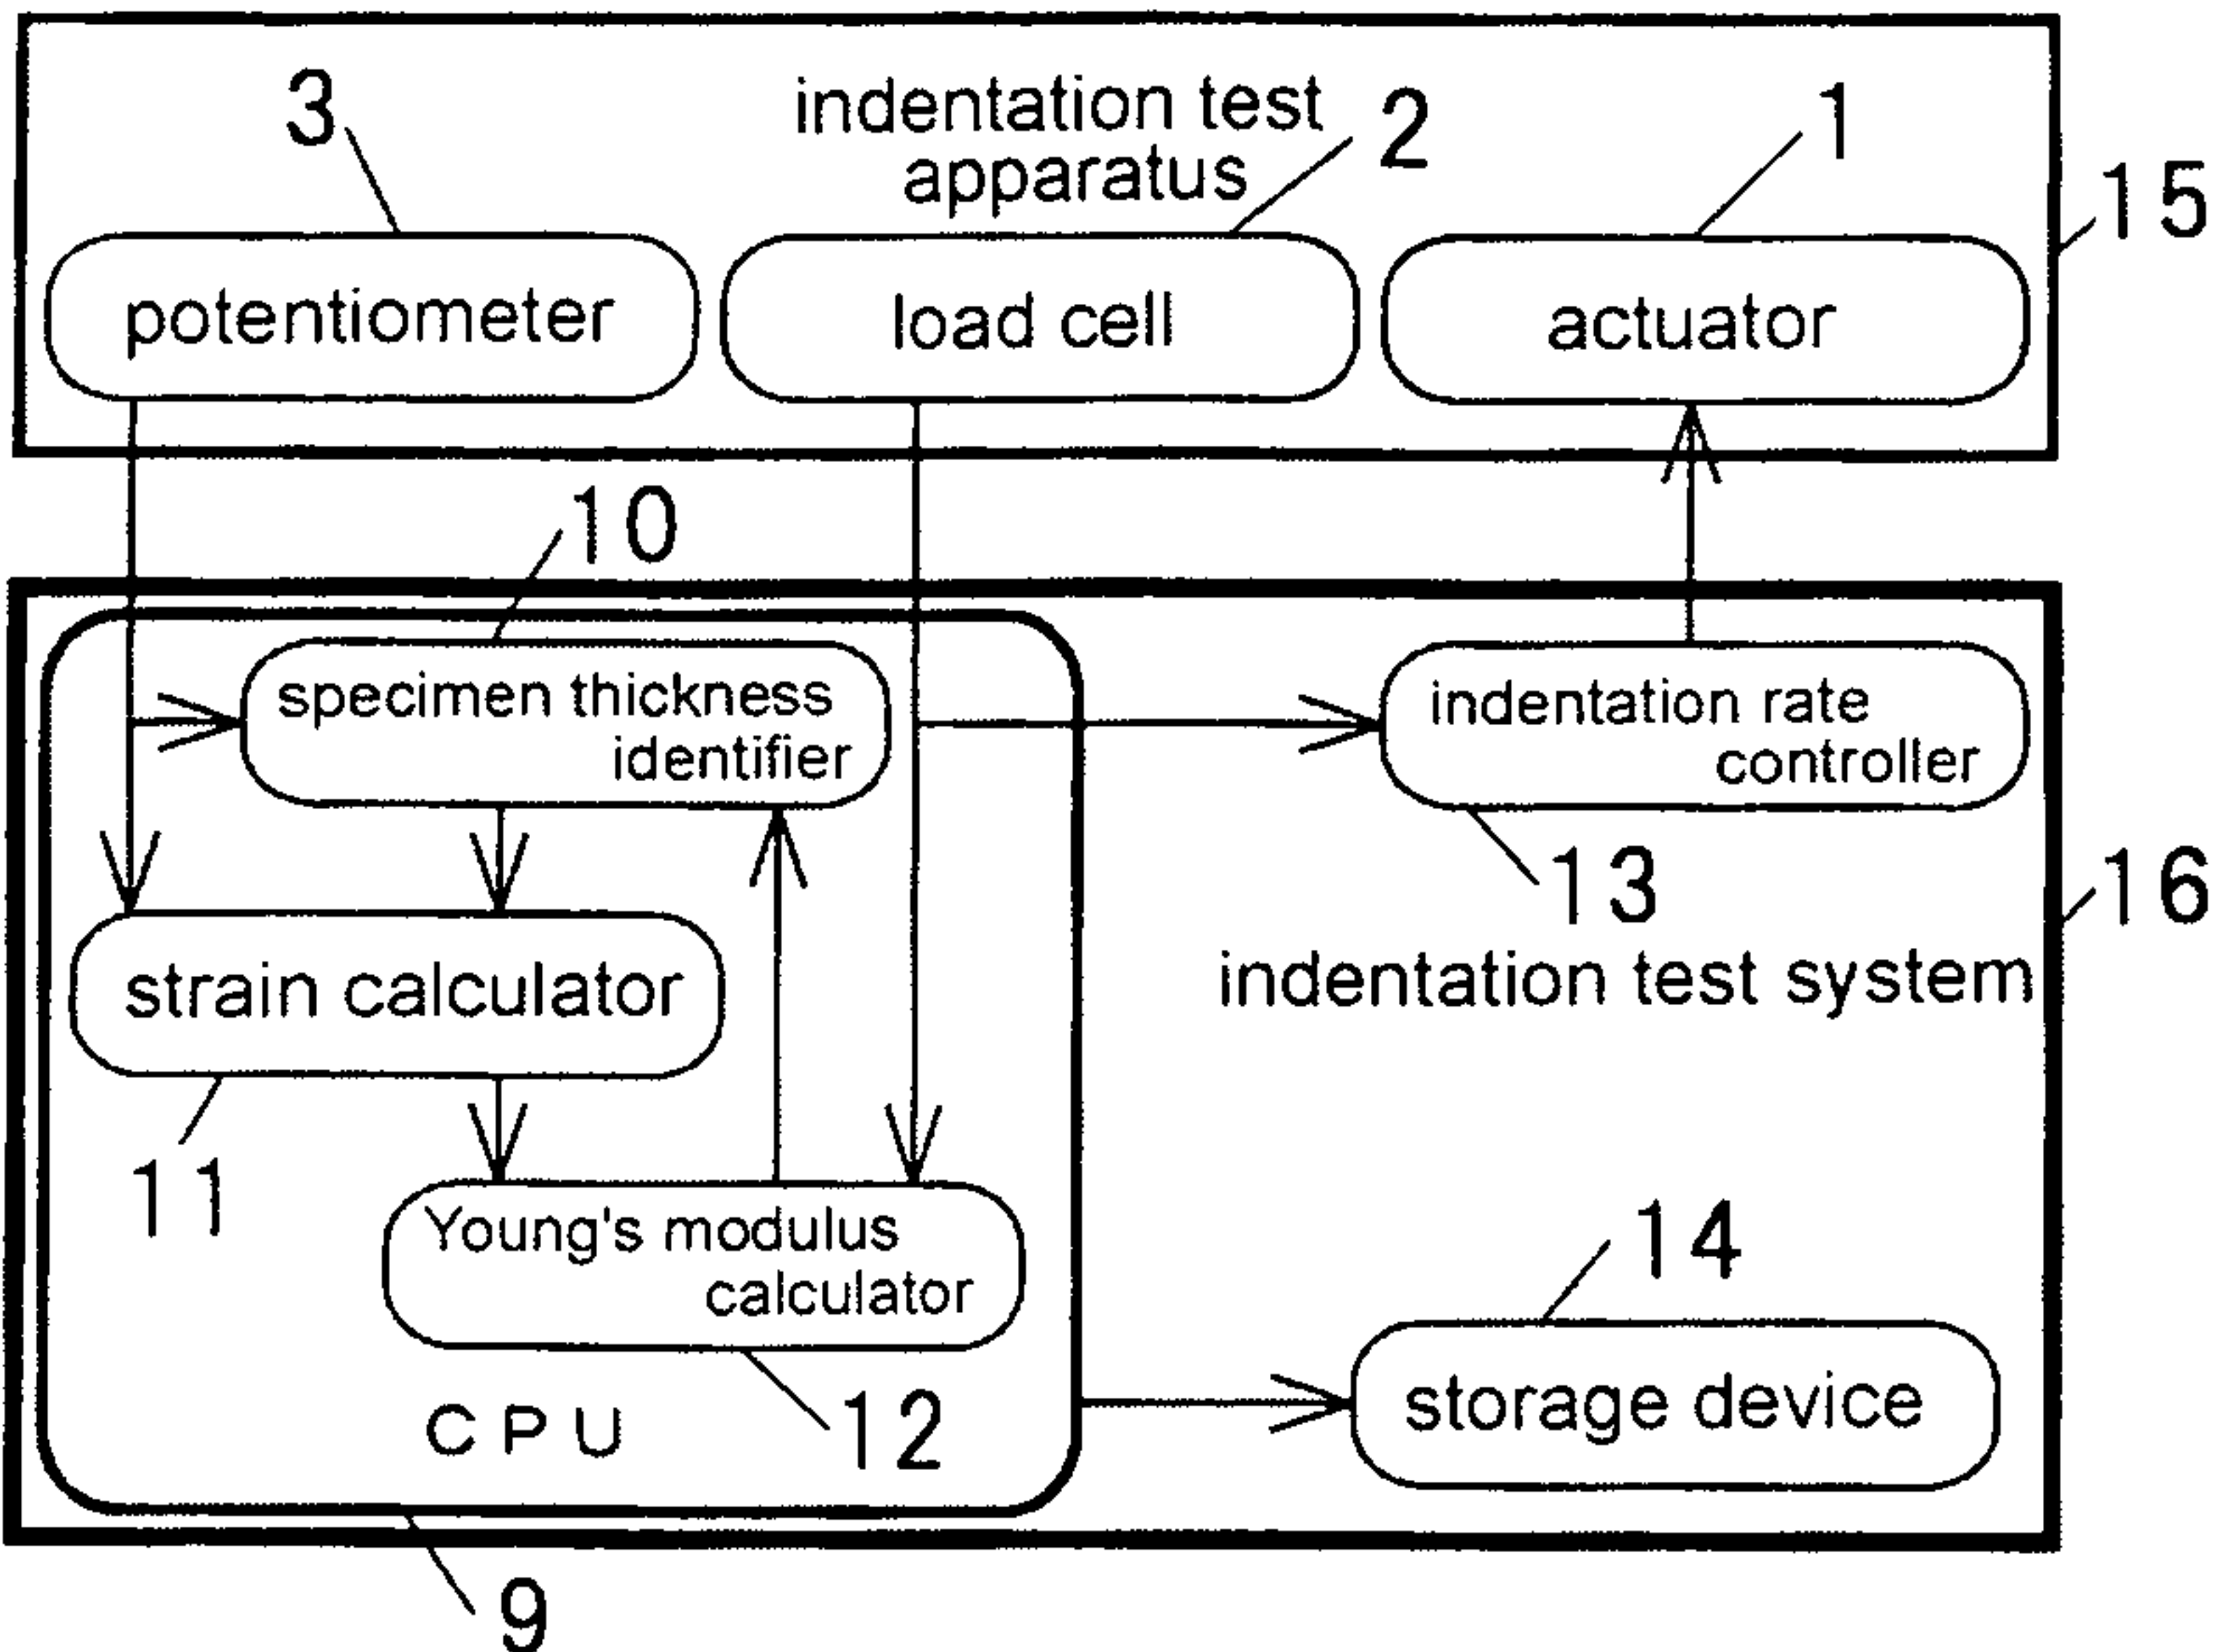 3
indentation test
apparatus
2
1
15
potentiometer
load cell
actuator
10
specimen thickness
identifier
indentation rate
controller
13
16
strain calculator
indentation test system
11
Young's modulus
calculator
14
storage device
12
CPU
9